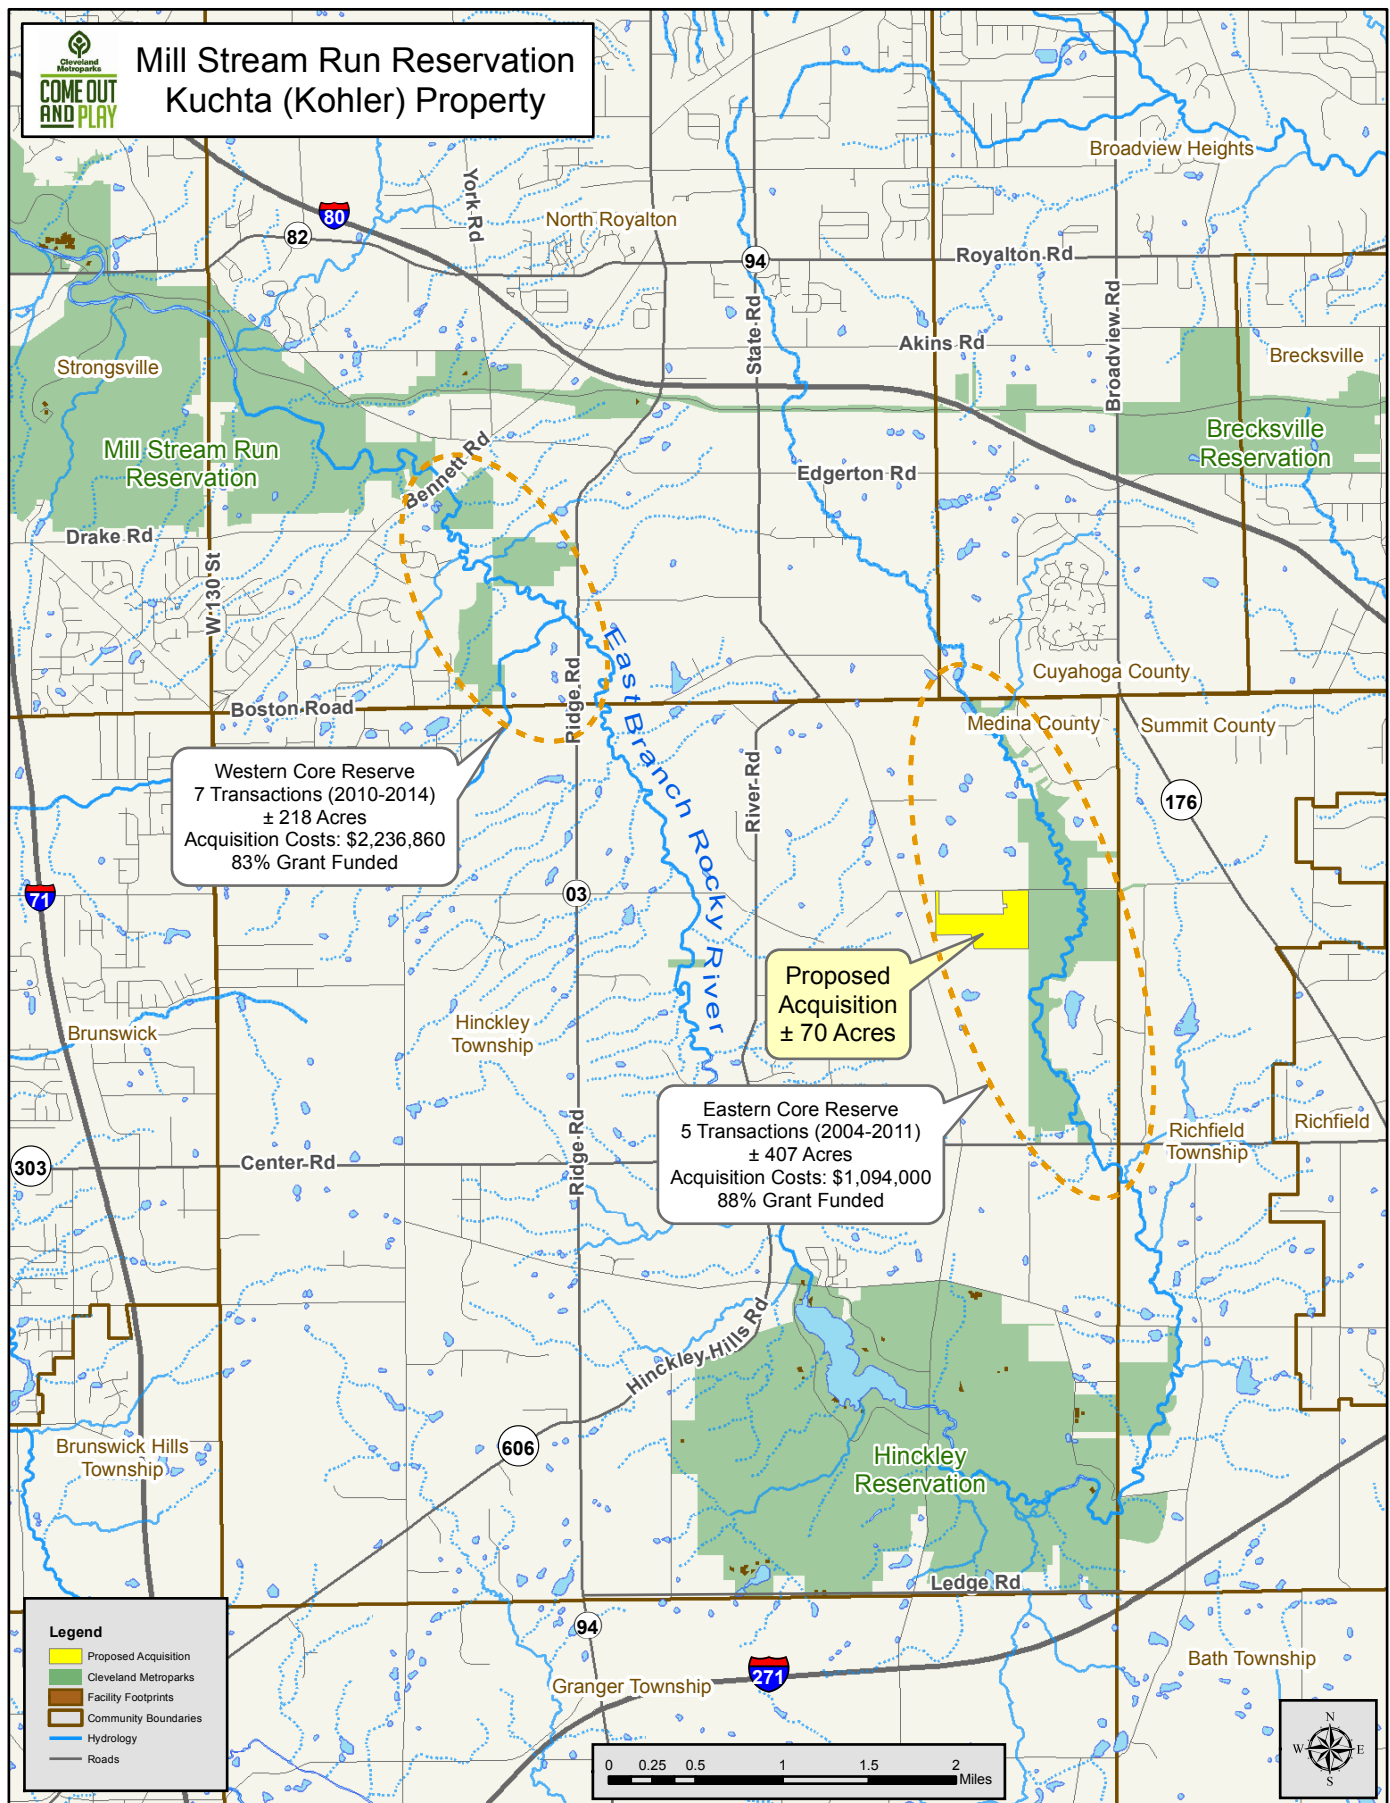 Cleveland
Metroparks
COME OUT
AND PLAY
Mill Stream Run Reservation
Kuchta (Kohler) Property
Broadview Heights
York Rd
North Royalton
80
82
94
Royalton Rd
State Rd
Broadview Rd
Akins Rd
Strongsville
Brecksville
Mill Stream Run
Reservation
Bennett Rd
Brecksville
Reservation
Edgerton Rd
Drake Rd
W 130 St
East Branch Rocky River
Ridge Rd
Cuyahoga County
Boston Road
Medina County
Summit County
Western Core Reserve
7 Transactions (2010-2014)
± 218 Acres
Acquisition Costs: $2,236,860
83% Grant Funded
River Rd
176
71
03
Proposed
Acquisition
± 70 Acres
Brunswick
Hinckley
Township
Eastern Core Reserve
5 Transactions (2004-2011)
± 407 Acres
Acquisition Costs: $1,094,000
88% Grant Funded
Ridge Rd
Richfield
Township
Richfield
303
Center Rd
Hinckley Hills Rd
606
Brunswick Hills
Township
Hinckley
Reservation
Ledge Rd
94
271
Granger Township
Bath Township
Legend
Proposed Acquisition
Cleveland Metroparks
Facility Footprints
Community Boundaries
Hydrology
Roads
0 0.25 0.5 1 1.5 2
Miles
N
W E
S